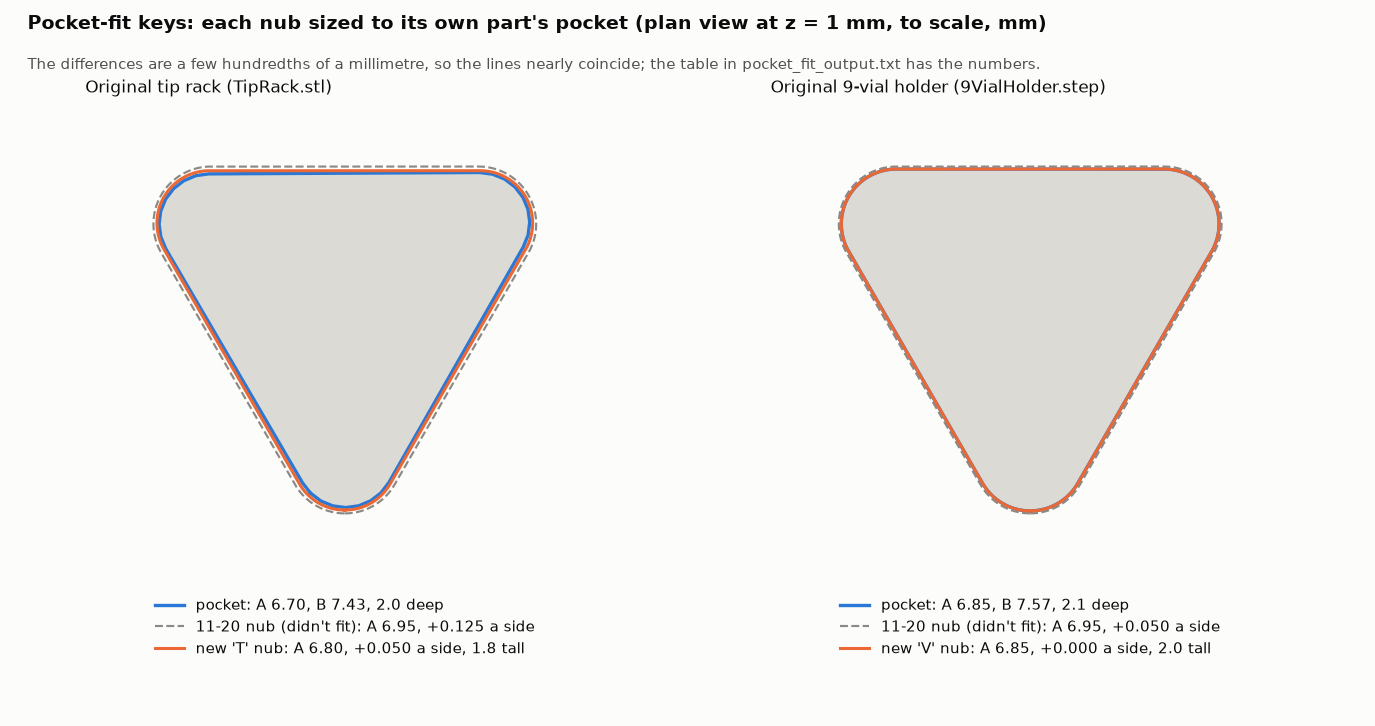 Pocket-fit keys: each nub sized to its own part's pocket (plan view at z = 1 mm, to scale, mm)
The differences are a few hundredths of a millimetre, so the lines nearly coincide; the table in pocket_fit_output.txt has the numbers.
Original tip rack (TipRack.stl)
pocket: A 6.70, B 7.43, 2.0 deep
11-20 nub (didn't fit): A 6.95, +0.125 a side
new 'T' nub: A 6.80, +0.050 a side, 1.8 tall
Original 9-vial holder (9VialHolder.step)
pocket: A 6.85, B 7.57, 2.1 deep
11-20 nub (didn't fit): A 6.95, +0.050 a side
new 'V' nub: A 6.85, +0.000 a side, 2.0 tall